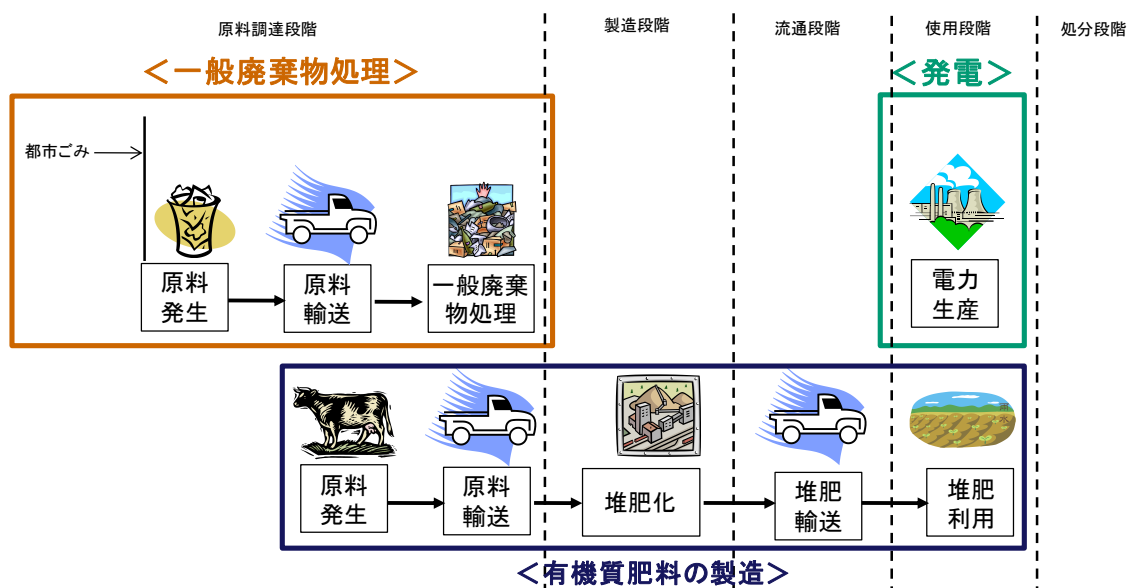 原料調達段階
製造段階
流通段階
使用段階
処分段階
＜一般廃棄物処理＞
＜発電＞
都市ごみ
原料
発生
原料
輸送
一般廃棄
物処理
電力
生産
原料
発生
原料
輸送
堆肥化
堆肥
輸送
堆肥
利用
＜有機質肥料の製造＞